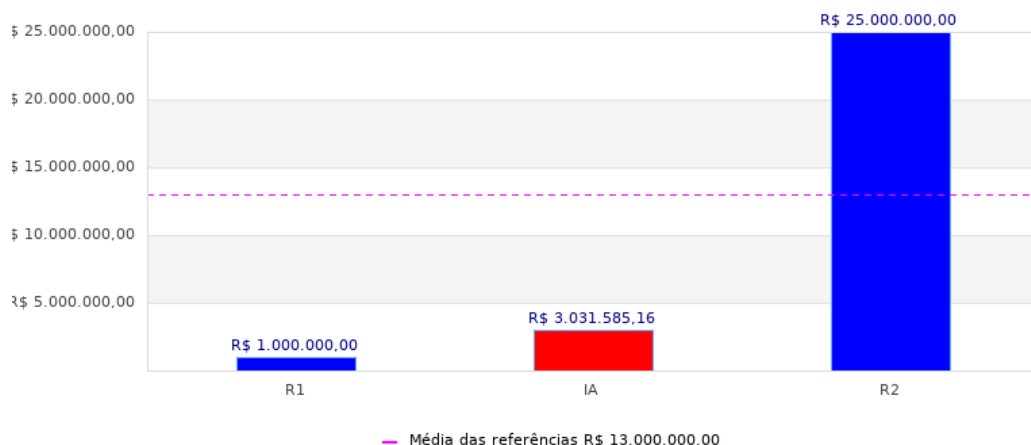 R$ 25.000.000,00
$ 25.000.000,00
$ 20.000.000,00
$ 15.000.000,00
$ 10.000.000,00
R$ 5.000.000,00
R$ 3.031.585,16
R$ 1.000.000,00
R1 IA R2
Média das referências R$ 13.000.000,00